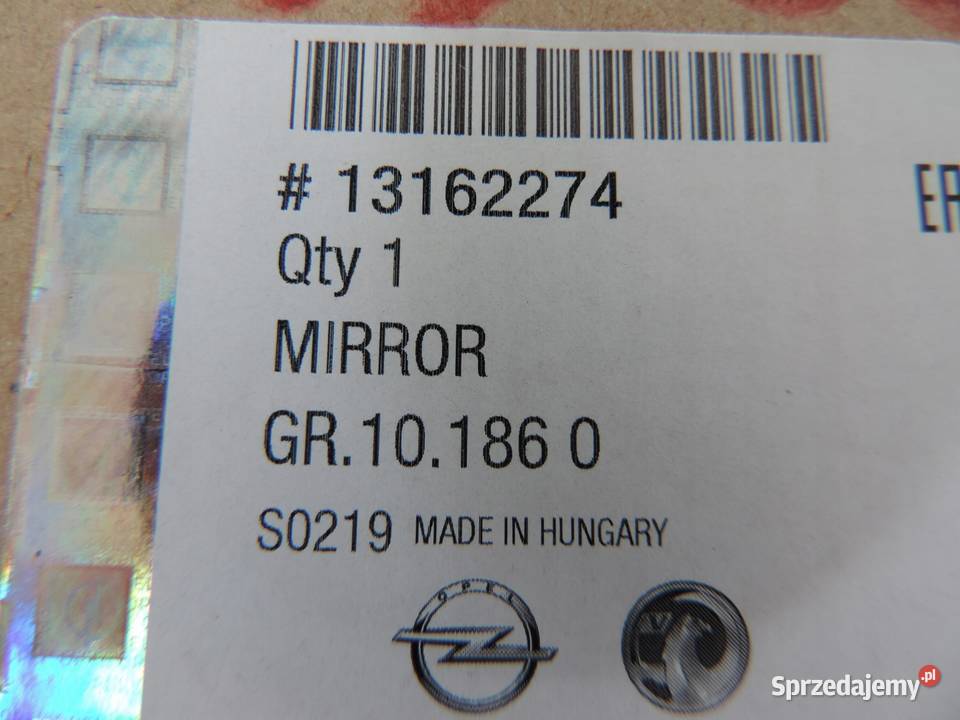 # 13162274
Qty 1
MIRROR
GR.10.186 0
S0219 MADE IN HUNGARY
OPEL
Sprzedajemy.pl